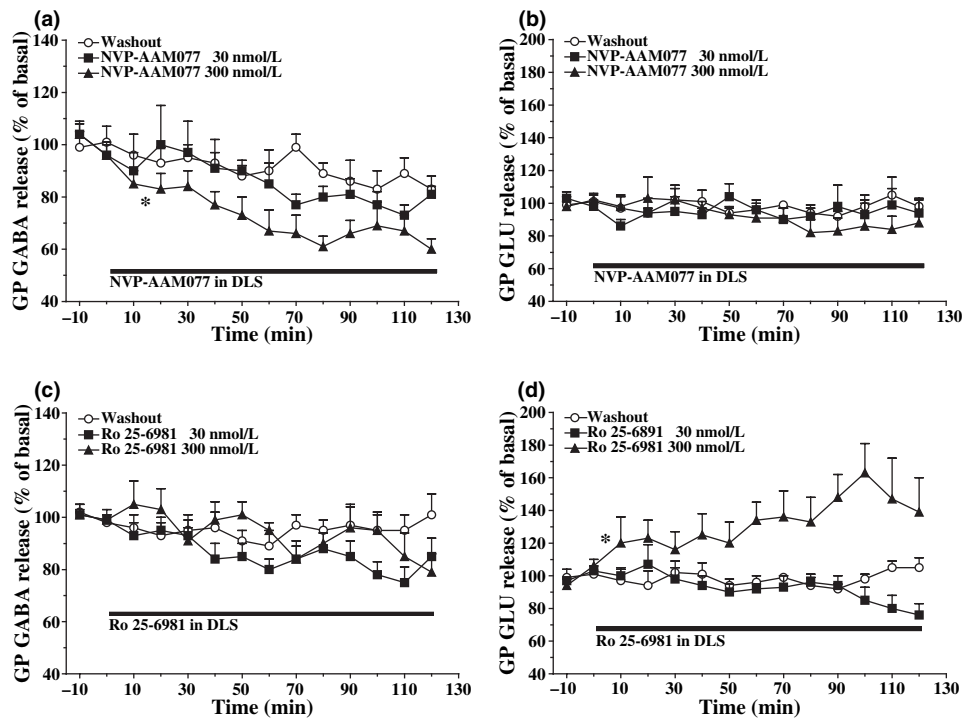 (a)
Washout
NVP-AAM077 30 nmol/L
NVP-AAM077 300 nmol/L
GP GABA release (% of basal)
140
120
100
80
60
40
*
NVP-AAM077 in DLS
−10 10 30 50 70 90 110 130
Time (min)
(b)
Washout
NVP-AAM077 30 nmol/L
NVP-AAM077 300 nmol/L
GP GLU release (% of basal)
200
180
160
140
120
100
80
60
40
NVP-AAM077 in DLS
−10 10 30 50 70 90 110 130
Time (min)
(c)
Washout
Ro 25-6981 30 nmol/L
Ro 25-6981 300 nmol/L
GP GABA release (% of basal)
140
120
100
80
60
40
Ro 25-6981 in DLS
−10 10 30 50 70 90 110 130
Time (min)
(d)
Washout
Ro 25-6891 30 nmol/L
Ro 25-6981 300 nmol/L
GP GLU release (% of basal)
200
180
160
140
120
100
80
60
40
*
Ro 25-6981 in DLS
−10 10 30 50 70 90 110 130
Time (min)